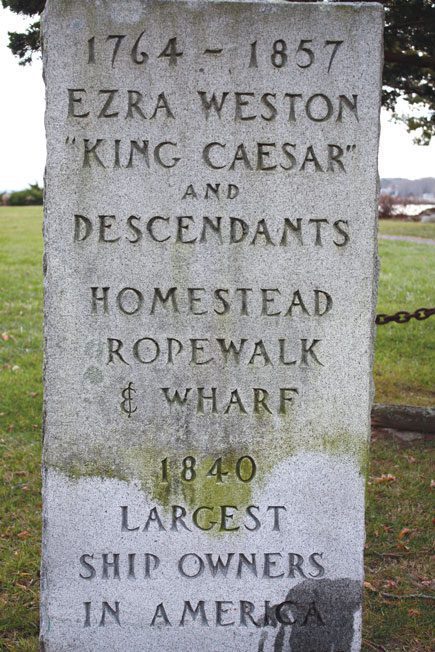 1764 - 1857
EZRA WESTON
"KING CAESAR"
AND
DESCENDANTS
HOMESTEAD
ROPEWALK
& WHARF
1840
LARGEST
SHIP OWNERS
IN AMERICA